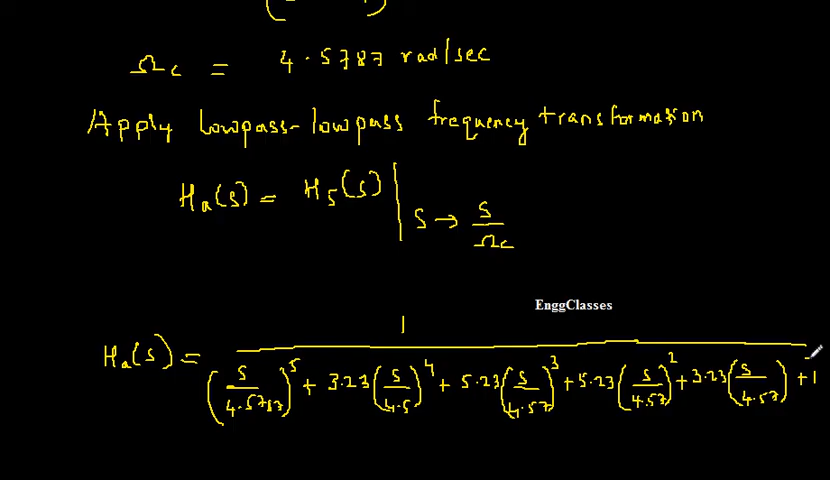 Ωc = 4.5787 rad/sec
Apply Lowpass-lowpass frequency transformation
Ha(s) = H5(s) | s → s/Ωc
EnggClasses
Ha(s) = 1 / ((s/4.5787)^5 + 3.23(s/4.5)^4 + 5.23(s/4.57)^3 + 5.23(s/4.57)^2 + 3.23(s/4.57) + 1